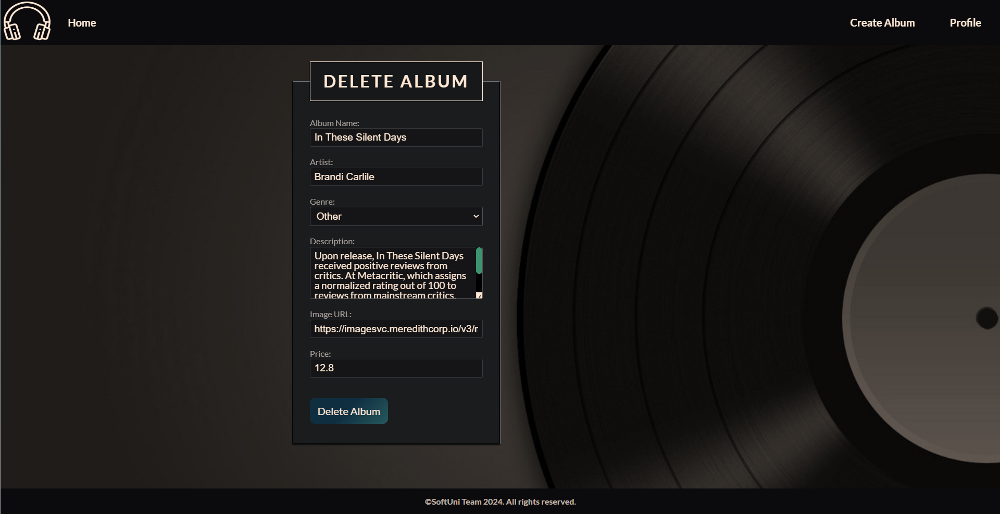 Home
Create Album
Profile
DELETE ALBUM
Album Name:
In These Silent Days
Artist:
Brandi Carlile
Genre:
Other
Description:
Upon release, In These Silent Days
received positive reviews from
critics. At Metacritic, which assigns
a normalized rating out of 100 to
reviews from mainstream critics,
Image URL:
https://imagesvc.meredithcorp.io/v3/
Price:
12.8
Delete Album
©SoftUni Team 2024. All rights reserved.